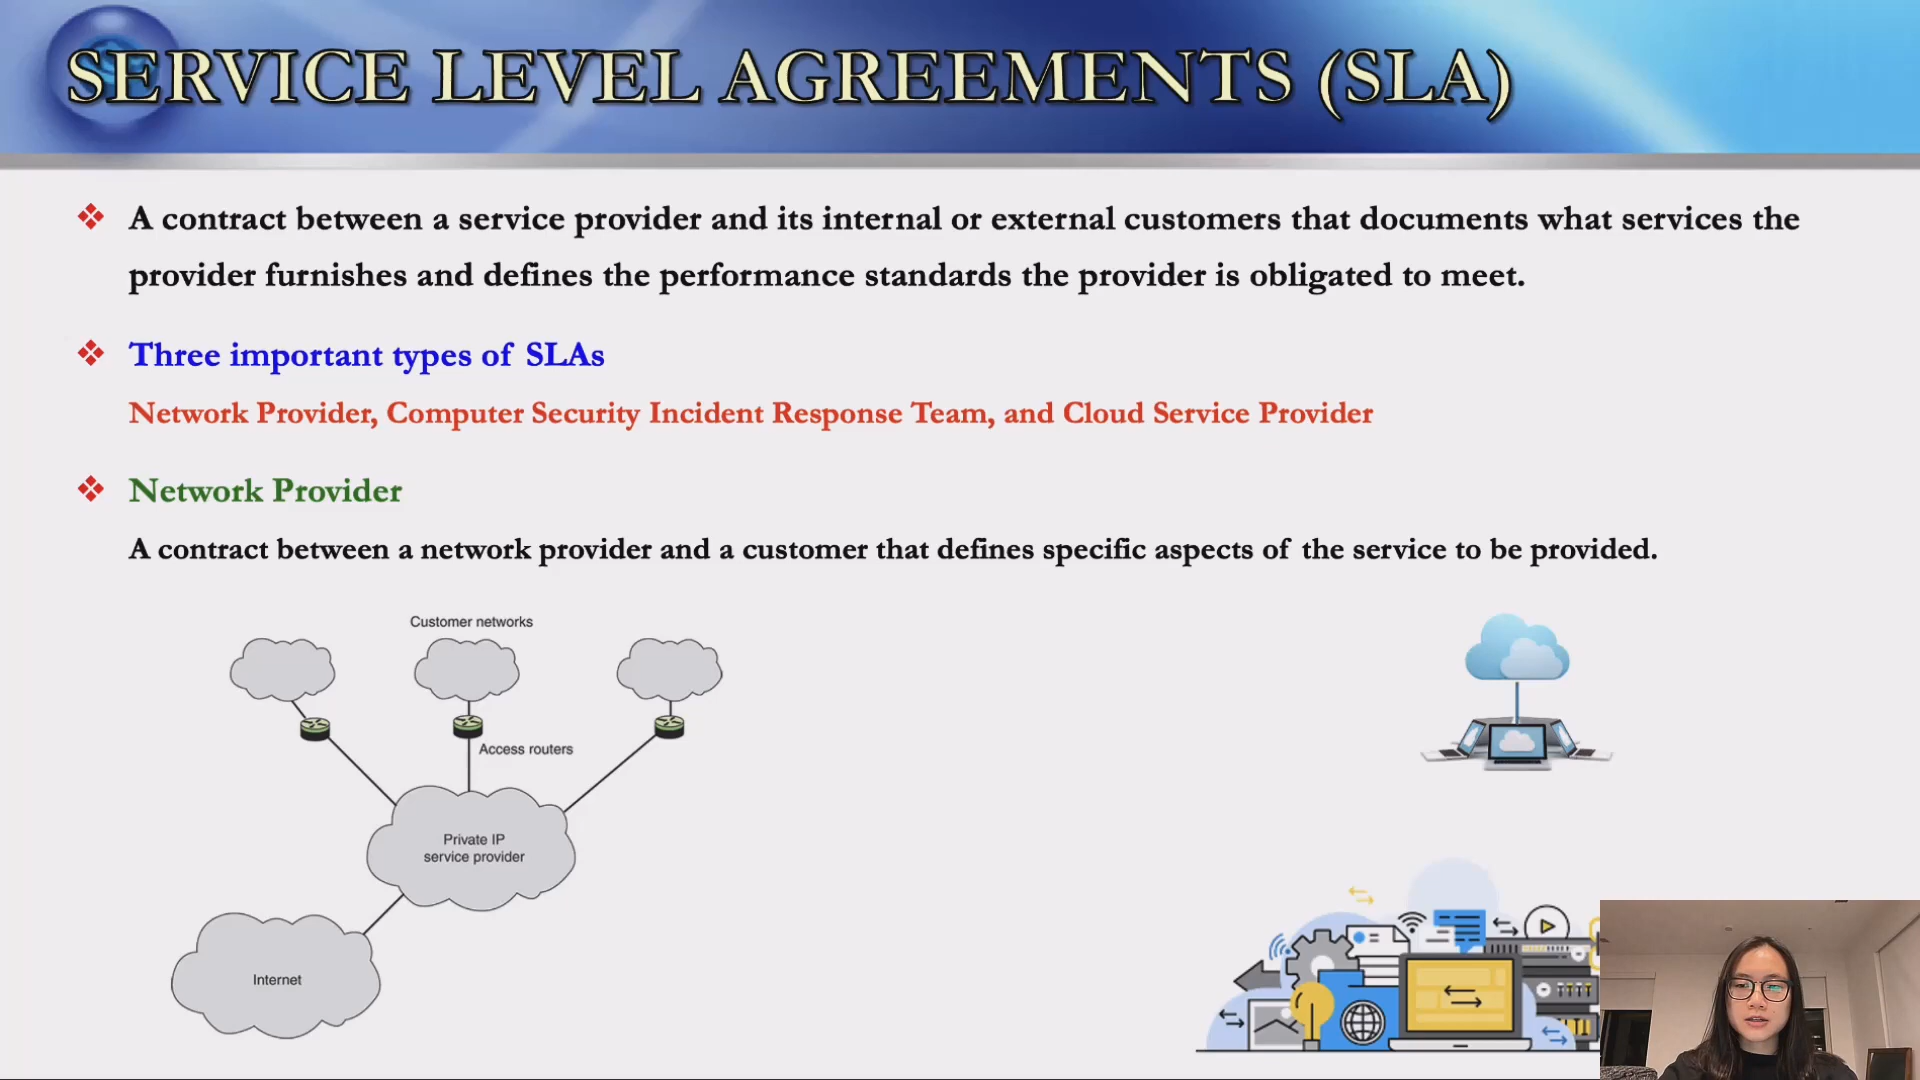 SERVICE LEVEL AGREEMENTS (SLA)
A contract between a service provider and its internal or external customers that documents what services the
provider furnishes and defines the performance standards the provider is obligated to meet.
Three important types of SLAs
Network Provider, Computer Security Incident Response Team, and Cloud Service Provider
Network Provider
A contract between a network provider and a customer that defines specific aspects of the service to be provided.
Customer networks
Access routers
Private IP
service provider
Internet